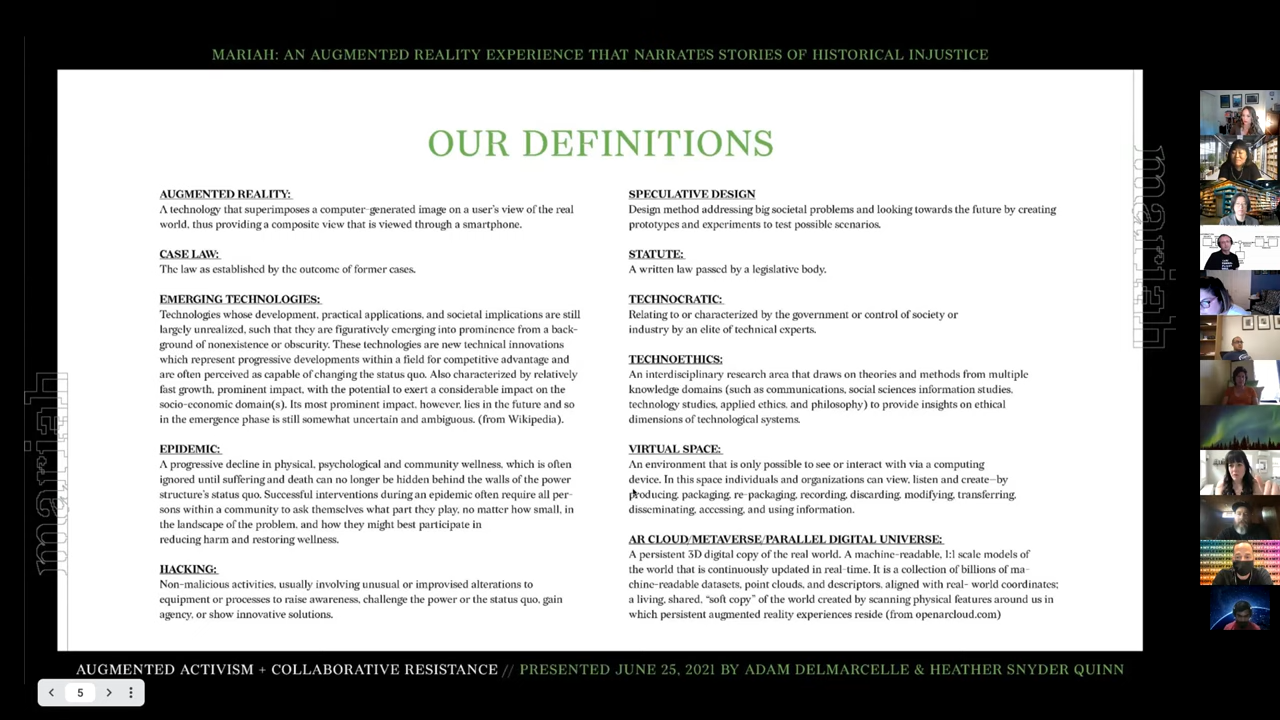 MARIAH: AN AUGMENTED REALITY EXPERIENCE THAT NARRATES STORIES OF HISTORICAL INJUSTICE
OUR DEFINITIONS
AUGMENTED REALITY:
A technology that superimposes a computer-generated image on a user's view of the real
world, thus providing a composite view that is viewed through a smartphone.
CASE LAW:
The law as established by the outcome of former cases.
EMERGING TECHNOLOGIES:
Technologies whose development, practical applications, and societal implications are still
largely unrealized, such that they are figuratively emerging into prominence from a back-
ground of nonexistence or obscurity. These technologies are new technical innovations
which represent progressive developments within a field for competitive advantage and
are often perceived as capable of changing the status quo. Also characterized by relatively
fast growth, prominent impact, with the potential to exert a considerable impact on the
socio-economic domain(s). Its most prominent impact, however, lies in the future and so
in the emergence phase is still somewhat uncertain and ambiguous. (from Wikipedia).
EPIDEMIC:
A progressive decline in physical, psychological and community wellness, which is often
ignored until suffering and death can no longer be hidden behind the walls of the power
structure's status quo. Successful interventions during an epidemic often require all per-
sons within a community to ask themselves what part they play, no matter how small, in
the landscape of the problem, and how they might best participate in
reducing harm and restoring wellness.
HACKING:
Non-malicious activities, usually involving unusual or improvised alterations to
equipment or processes to raise awareness, challenge the power or the status quo, gain
agency, or show innovative solutions.
SPECULATIVE DESIGN
Design method addressing big societal problems and looking towards the future by creating
prototypes and experiments to test possible scenarios.
STATUTE:
A written law passed by a legislative body.
TECHNOCRATIC:
Relating to or characterized by the government or control of society or
industry by an elite of technical experts.
TECHNOETHICS:
An interdisciplinary research area that draws on theories and methods from multiple
knowledge domains (such as communications, social sciences information studies,
technology studies, applied ethics, and philosophy) to provide insights on ethical
dimensions of technological systems.
VIRTUAL SPACE:
An environment that is only possible to see or interact with via a computing
device. In this space individuals and organizations can view, listen and create—by
producing, packaging, re-packaging, recording, discarding, modifying, transferring,
disseminating, accessing, and using information.
AR CLOUD/METAVERSE/PARALLEL DIGITAL UNIVERSE:
A persistent 3D digital copy of the real world. A machine-readable, 1:1 scale models of
the world that is continuously updated in real-time. It is a collection of billions of ma-
chine-readable datasets, point clouds, and descriptors, aligned with real- world coordinates;
a living, shared, "soft copy" of the world created by scanning physical features around us in
which persistent augmented reality experiences reside (from openarcloud.com)
mariah
mariah
AUGMENTED ACTIVISM + COLLABORATIVE RESISTANCE // PRESENTED JUNE 25, 2021 BY ADAM DELMARCELLE & HEATHER SNYDER QUINN
5